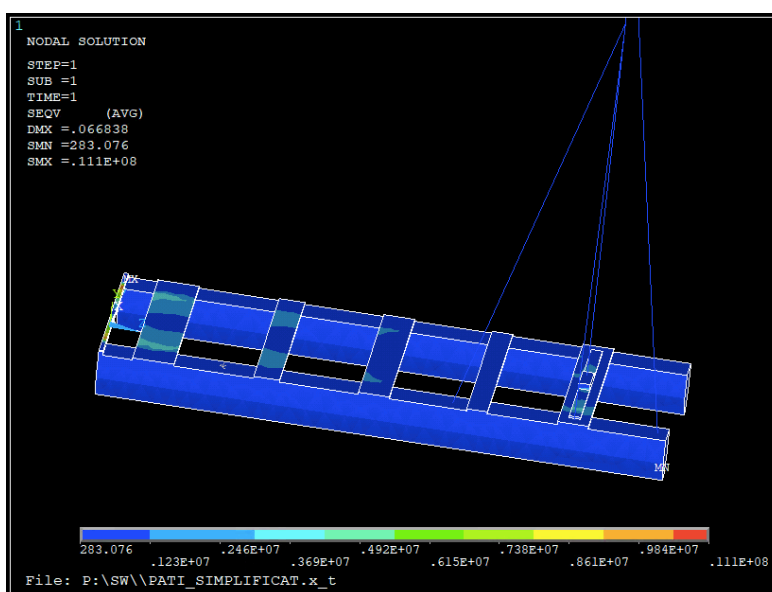 1
NODAL SOLUTION
STEP=1
SUB =1
TIME=1
SEQV (AVG)
DMX =.066838
SMN =283.076
SMX =.111E+08
MX
MN
283.076 .123E+07 .246E+07 .369E+07 .492E+07 .615E+07 .738E+07 .861E+07 .984E+07 .111E+08
File: P:\SW\\PATI_SIMPLIFICAT.x_t